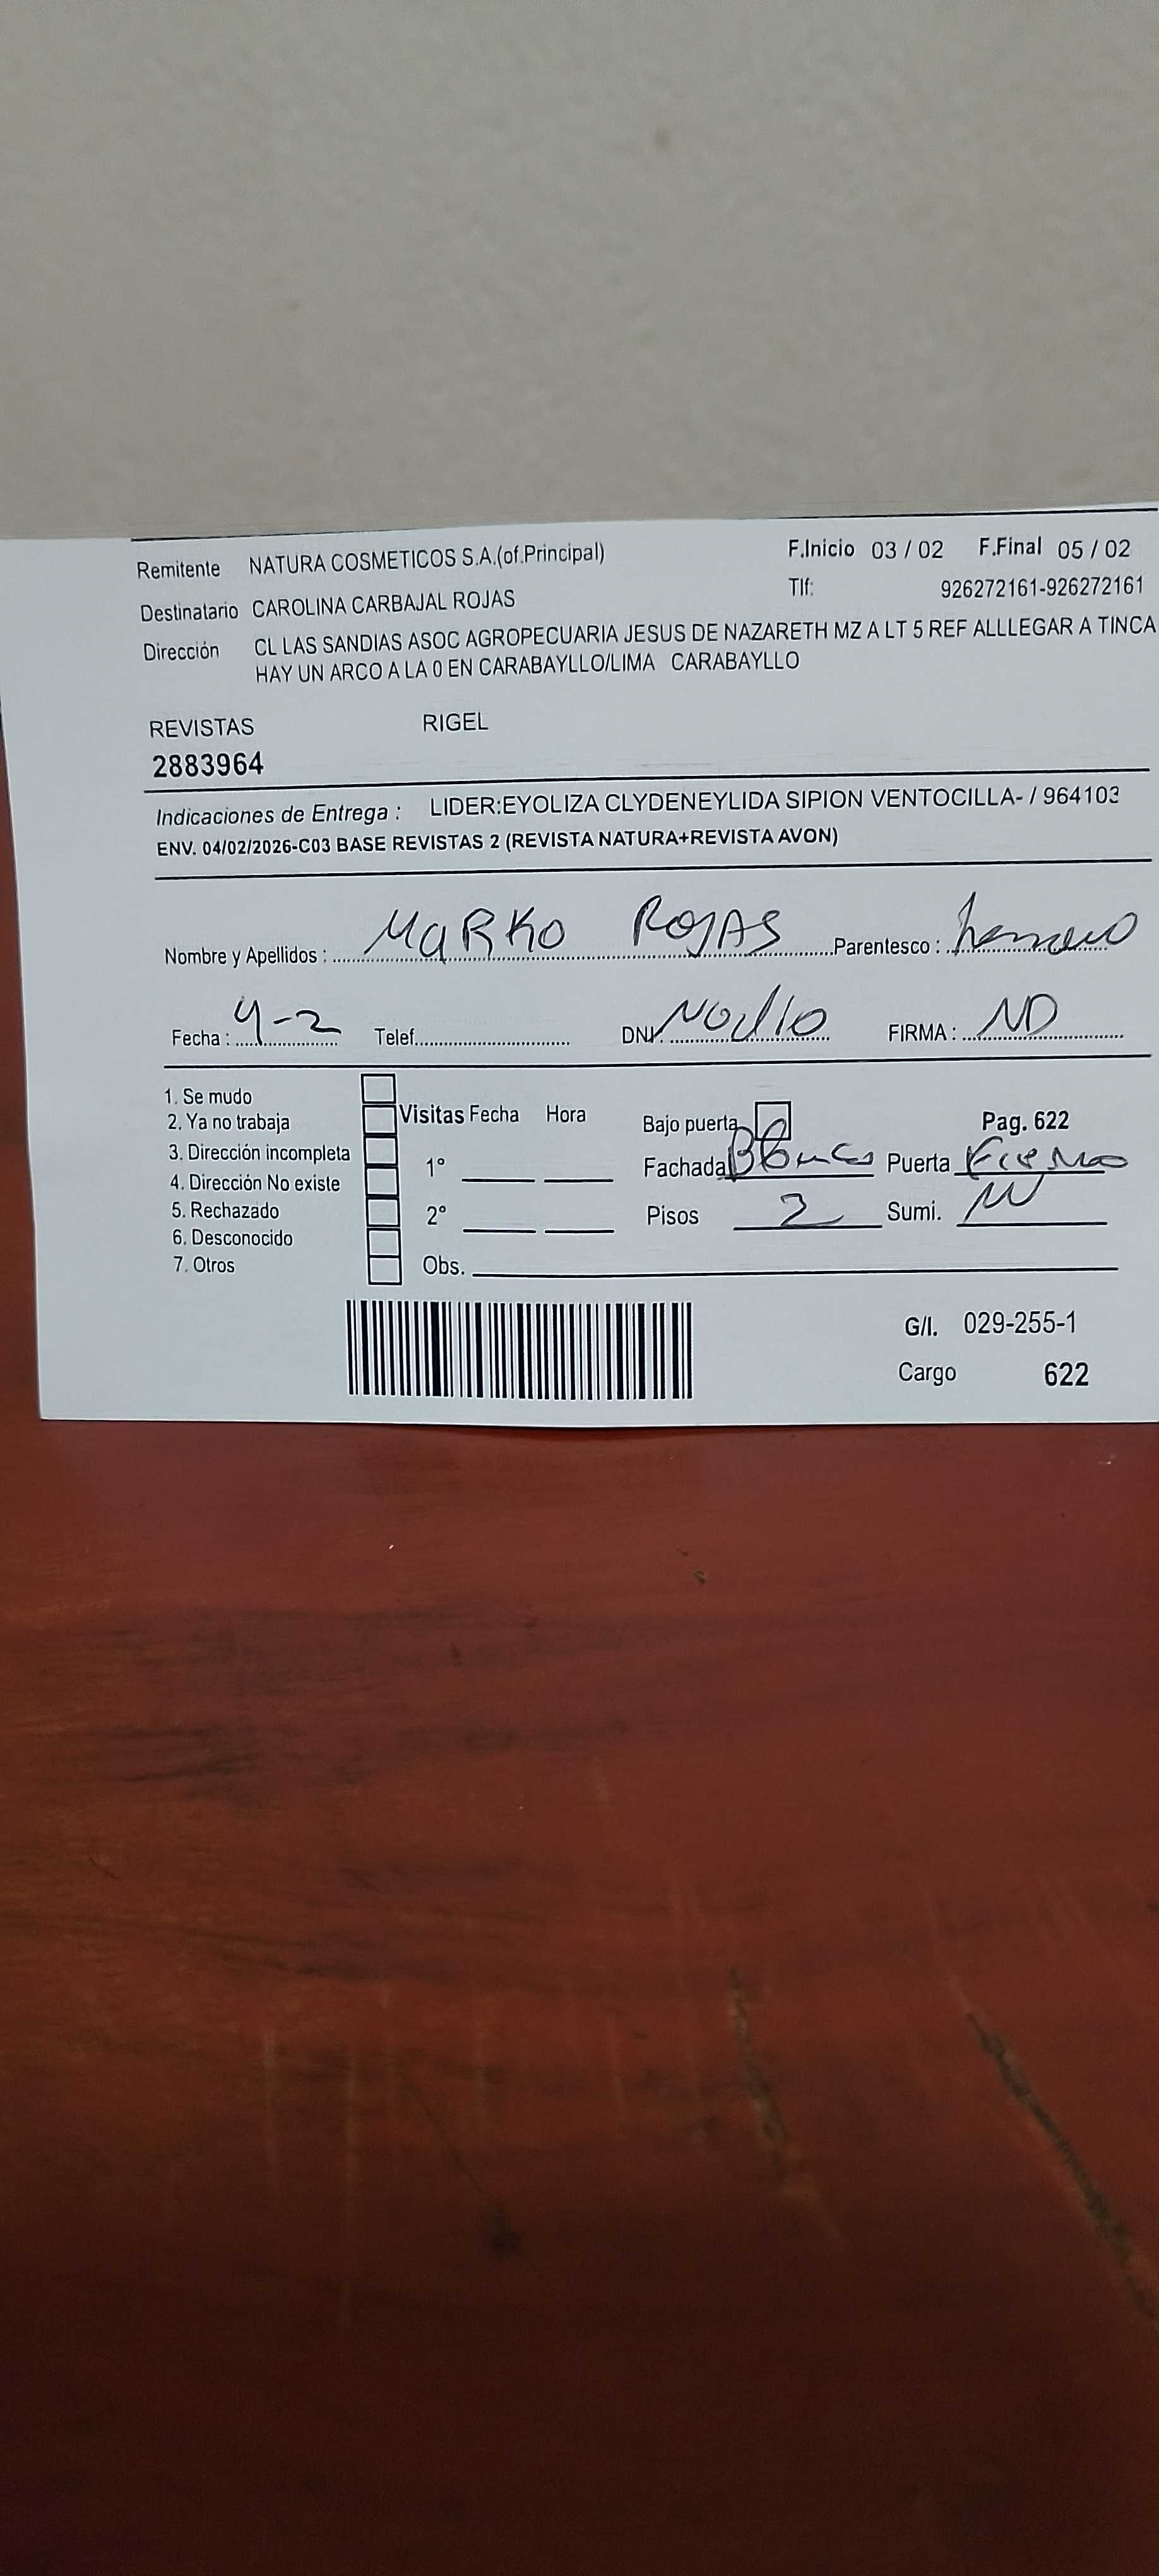 Remitente NATURA COSMETICOS S.A.(of.Principal) F.Inicio 03 / 02 F.Final 05 / 02
Destinatario CAROLINA CARBAJAL ROJAS Tlf: 926272161-926272161
Dirección CL LAS SANDIAS ASOC AGROPECUARIA JESUS DE NAZARETH MZ A LT 5 REF ALLLEGAR A TINCA
HAY UN ARCO A LA 0 EN CARABAYLLO/LIMA CARABAYLLO
REVISTAS RIGEL
2883964
Indicaciones de Entrega : LIDER:EYOLIZA CLYDENEYLIDA SIPION VENTOCILLA- / 964103
ENV. 04/02/2026-C03 BASE REVISTAS 2 (REVISTA NATURA+REVISTA AVON)
Nombre y Apellidos : MARKO ROJAS Parentesco :
Fecha : 4-2 Telef. DNI. No dio FIRMA : ND
1. Se mudo
2. Ya no trabaja
3. Dirección incompleta
4. Dirección No existe
5. Rechazado
6. Desconocido
7. Otros
Visitas Fecha Hora
1°
2°
Obs.
Bajo puerta Pag. 622
Fachada Puerta
Pisos 2 Sumi.
G/l. 029-255-1
Cargo 622